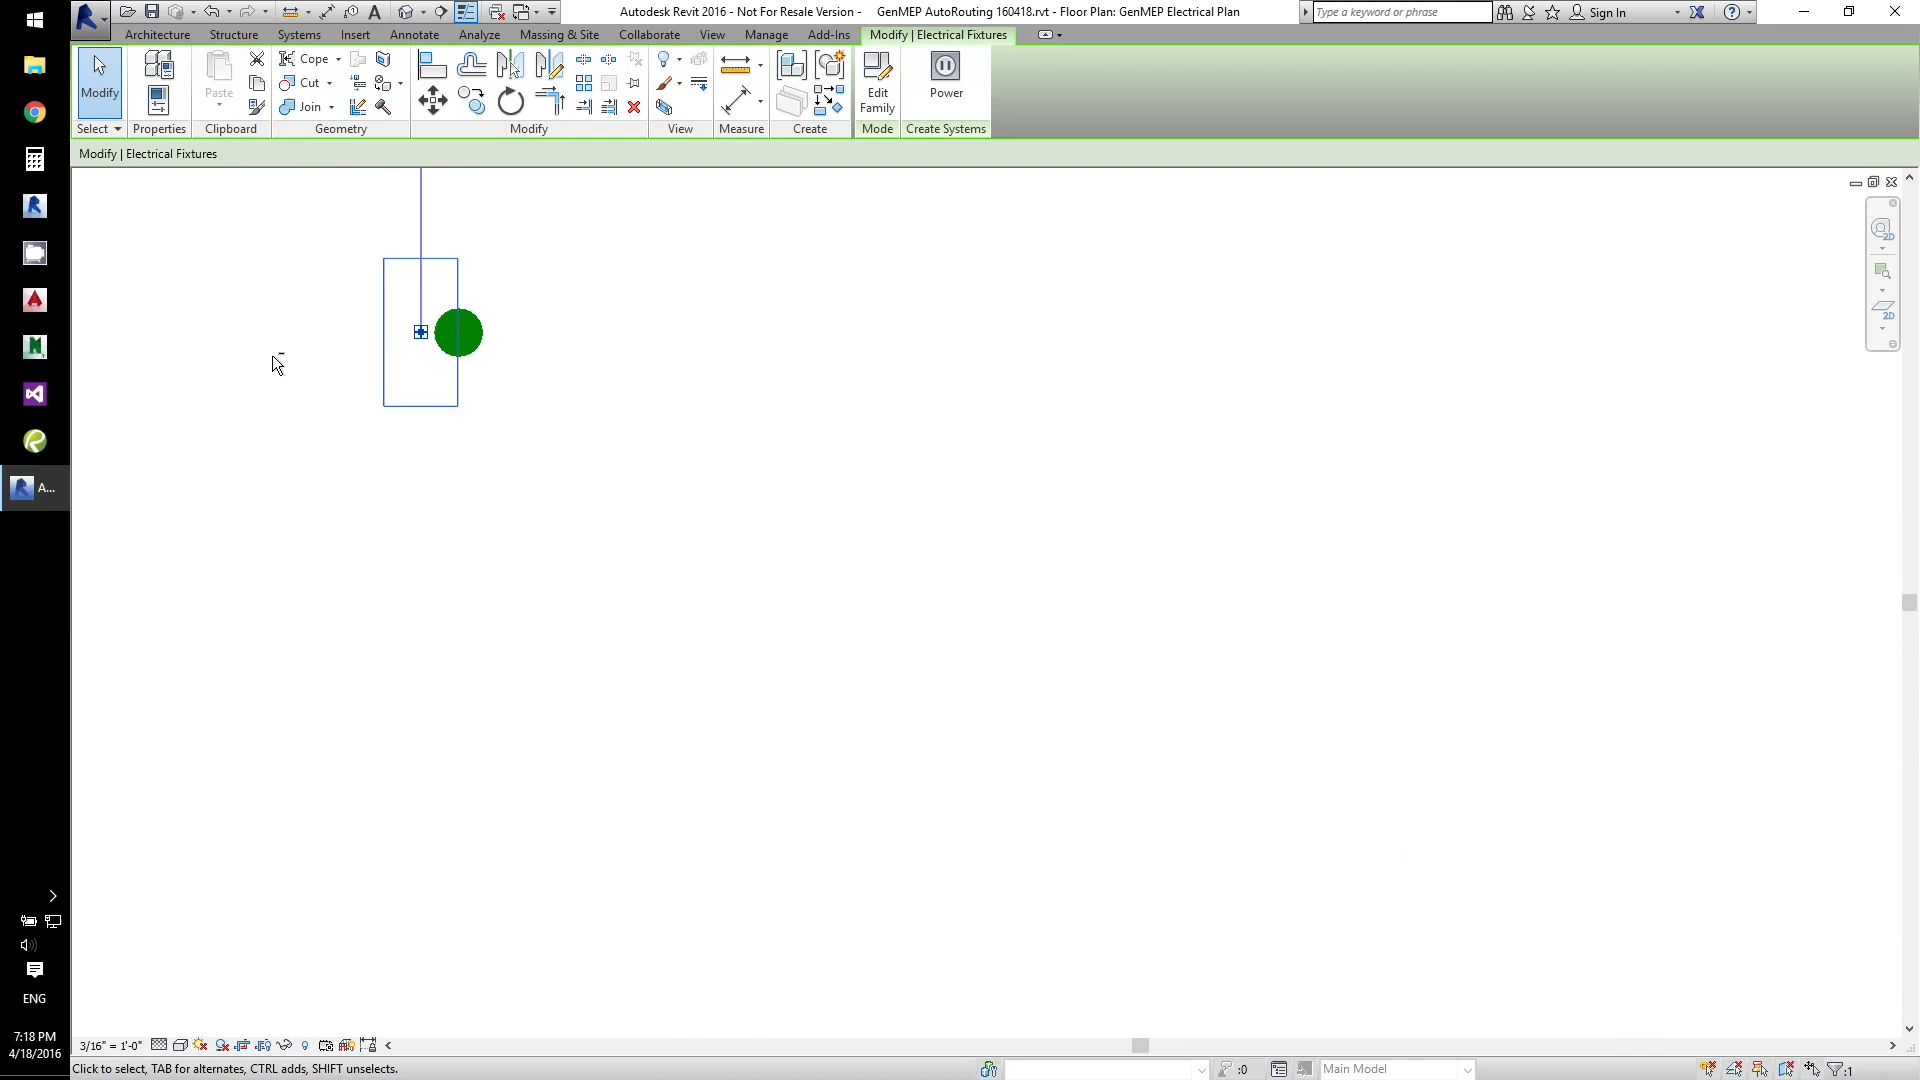 Autodesk Revit 2016 - Not For Resale Version -     GenMEP AutoRouting 160418.rvt - Floor Plan: GenMEP Electrical Plan
Type a keyword or phrase
Sign In
Architecture Structure Systems Insert Annotate Analyze Massing & Site Collaborate View Manage Add-Ins Modify | Electrical Fixtures
Modify
Paste
Cope
Cut
Join
Edit
Family
Power
Select Properties Clipboard Geometry Modify View Measure Create Mode Create Systems
Modify | Electrical Fixtures
2D
2D
A...
ENG
7:18 PM
4/18/2016
3/16" = 1'-0"
Click to select, TAB for alternates, CTRL adds, SHIFT unselects.
:0
Main Model
:1